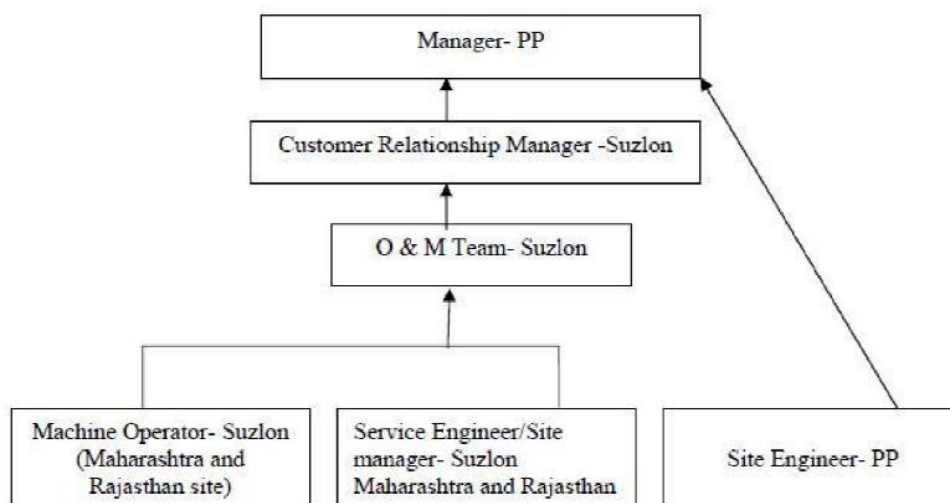 Manager- PP
Customer Relationship Manager -Suzlon
O & M Team- Suzlon
Machine Operator- Suzlon
(Maharashtra and
Rajasthan site)
Service Engineer/Site
manager- Suzlon
Maharashtra and Rajasthan
Site Engineer- PP